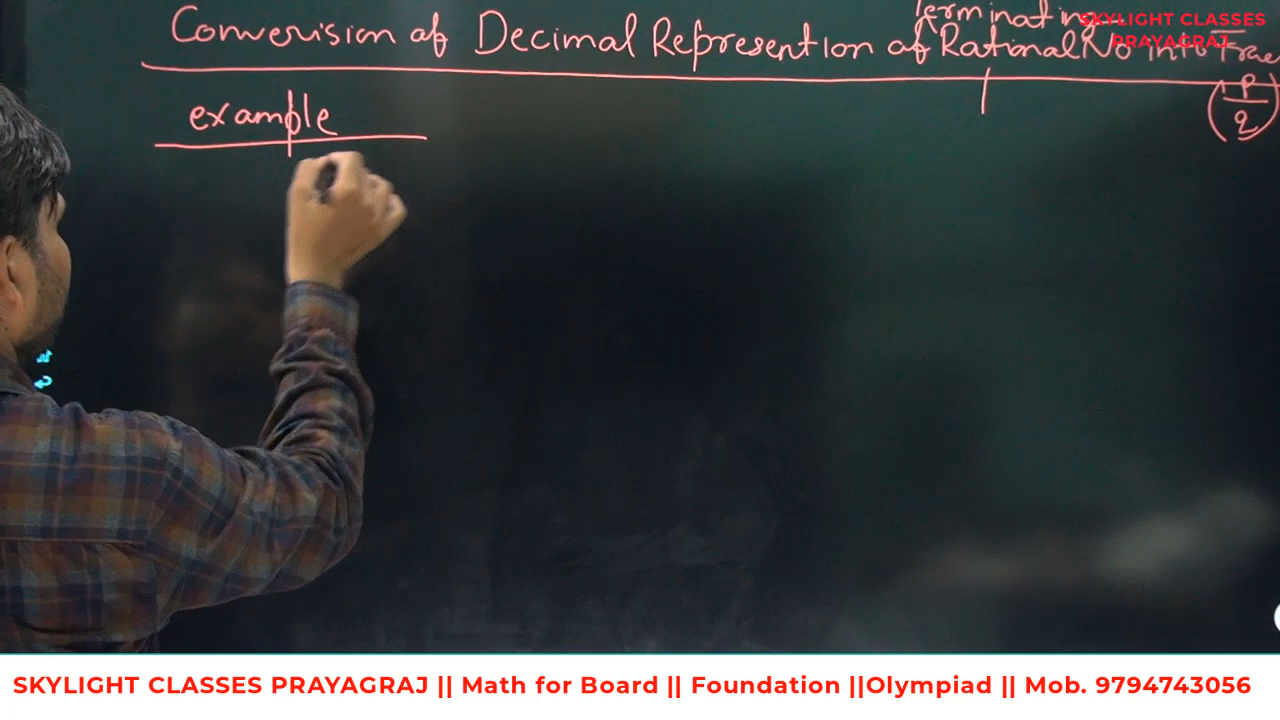 Terminating
SKYLIGHT CLASSES
PRAYAGRAJ
Converision of Decimal Represention of Rational No into Frac
example
p
q
SKYLIGHT CLASSES PRAYAGRAJ || Math for Board || Foundation ||Olympiad || Mob. 9794743056